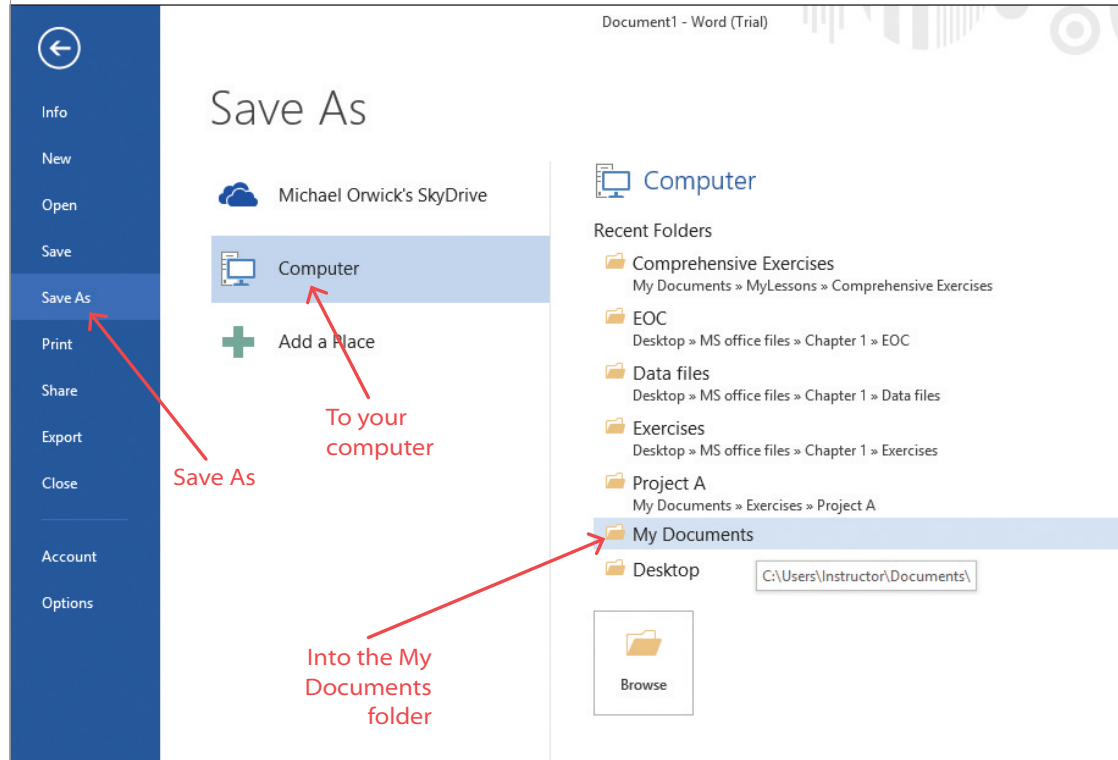 Document1 - Word (Trial)
Info
New
Open
Save
Save As
Print
Share
Export
Close
Account
Options
Save As
Michael Orwick's SkyDrive
Computer
Add a Place
To your
computer
Save As
Into the My
Documents
folder
Computer
Recent Folders
Comprehensive Exercises
My Documents » MyLessons » Comprehensive Exercises
EOC
Desktop » MS office files » Chapter 1 » EOC
Data files
Desktop » MS office files » Chapter 1 » Data files
Exercises
Desktop » MS office files » Chapter 1 » Exercises
Project A
My Documents » Exercises » Project A
My Documents
Desktop
C:\Users\Instructor\Documents\
Browse